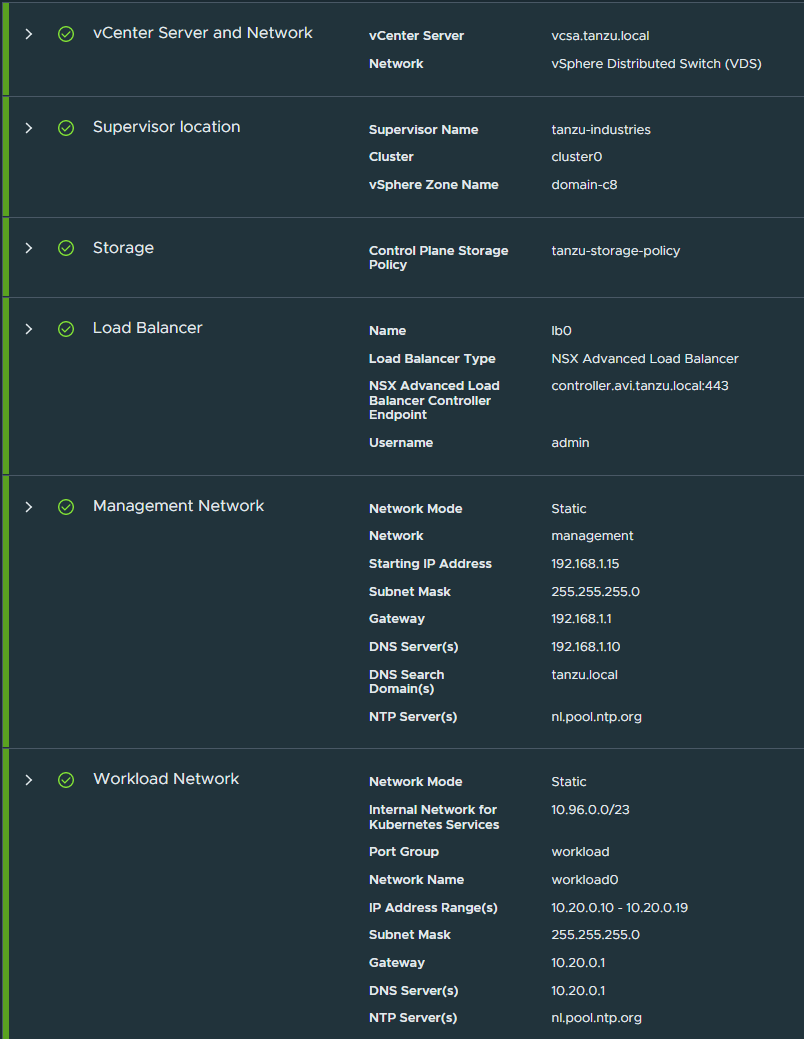 vCenter Server and Network
vCenter Server vcsa.tanzu.local
Network vSphere Distributed Switch (VDS)
Supervisor location
Supervisor Name tanzu-industries
Cluster cluster0
vSphere Zone Name domain-c8
Storage
Control Plane Storage tanzu-storage-policy
Policy
Load Balancer
Name lb0
Load Balancer Type NSX Advanced Load Balancer
NSX Advanced Load controller.avi.tanzu.local:443
Balancer Controller
Endpoint
Username admin
Management Network
Network Mode Static
Network management
Starting IP Address 192.168.1.15
Subnet Mask 255.255.255.0
Gateway 192.168.1.1
DNS Server(s) 192.168.1.10
DNS Search tanzu.local
Domain(s)
NTP Server(s) nl.pool.ntp.org
Workload Network
Network Mode Static
Internal Network for 10.96.0.0/23
Kubernetes Services
Port Group workload
Network Name workload0
IP Address Range(s) 10.20.0.10 - 10.20.0.19
Subnet Mask 255.255.255.0
Gateway 10.20.0.1
DNS Server(s) 10.20.0.1
NTP Server(s) nl.pool.ntp.org